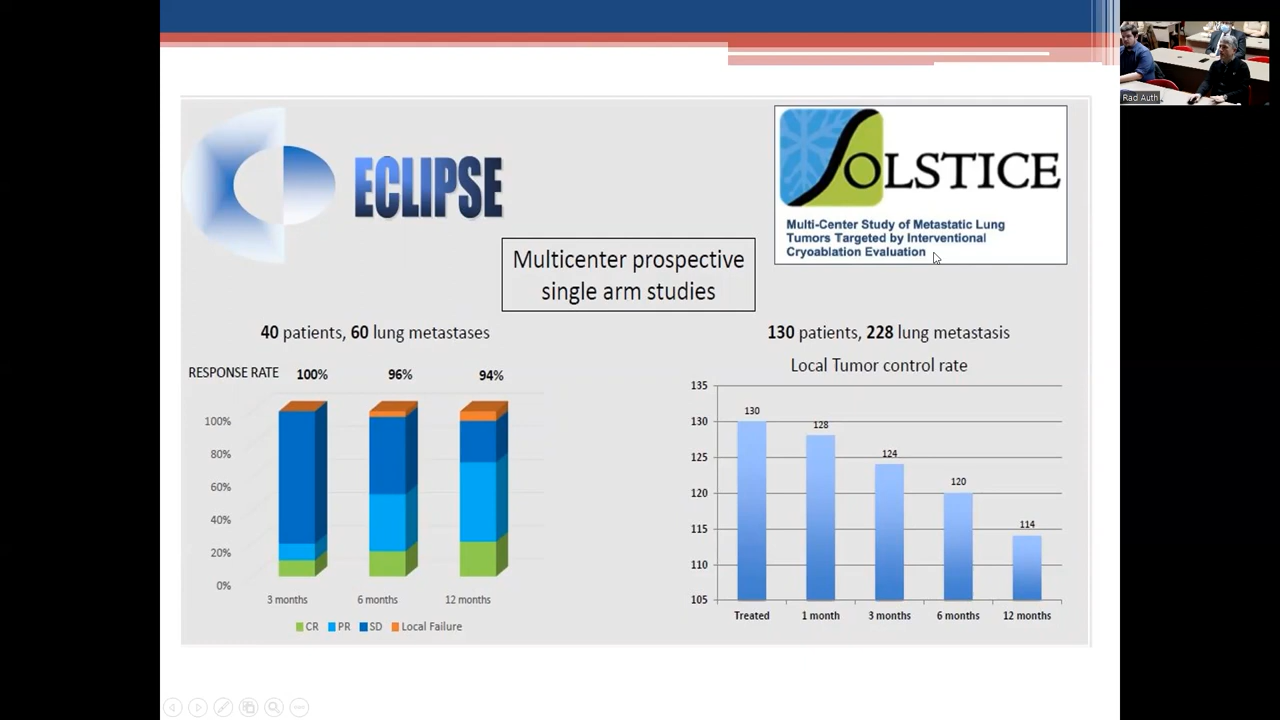 Rad Auth
ECLIPSE
SOLSTICE
Multi-Center Study of Metastatic Lung
Tumors Targeted by Interventional
Cryoablation Evaluation
Multicenter prospective
single arm studies
40 patients, 60 lung metastases
RESPONSE RATE 100% 96% 94%
100%
80%
60%
40%
20%
0%
3 months 6 months 12 months
CR PR SD Local Failure
130 patients, 228 lung metastasis
Local Tumor control rate
135
130
125
120
115
110
105
130
128
124
120
114
Treated 1 month 3 months 6 months 12 months